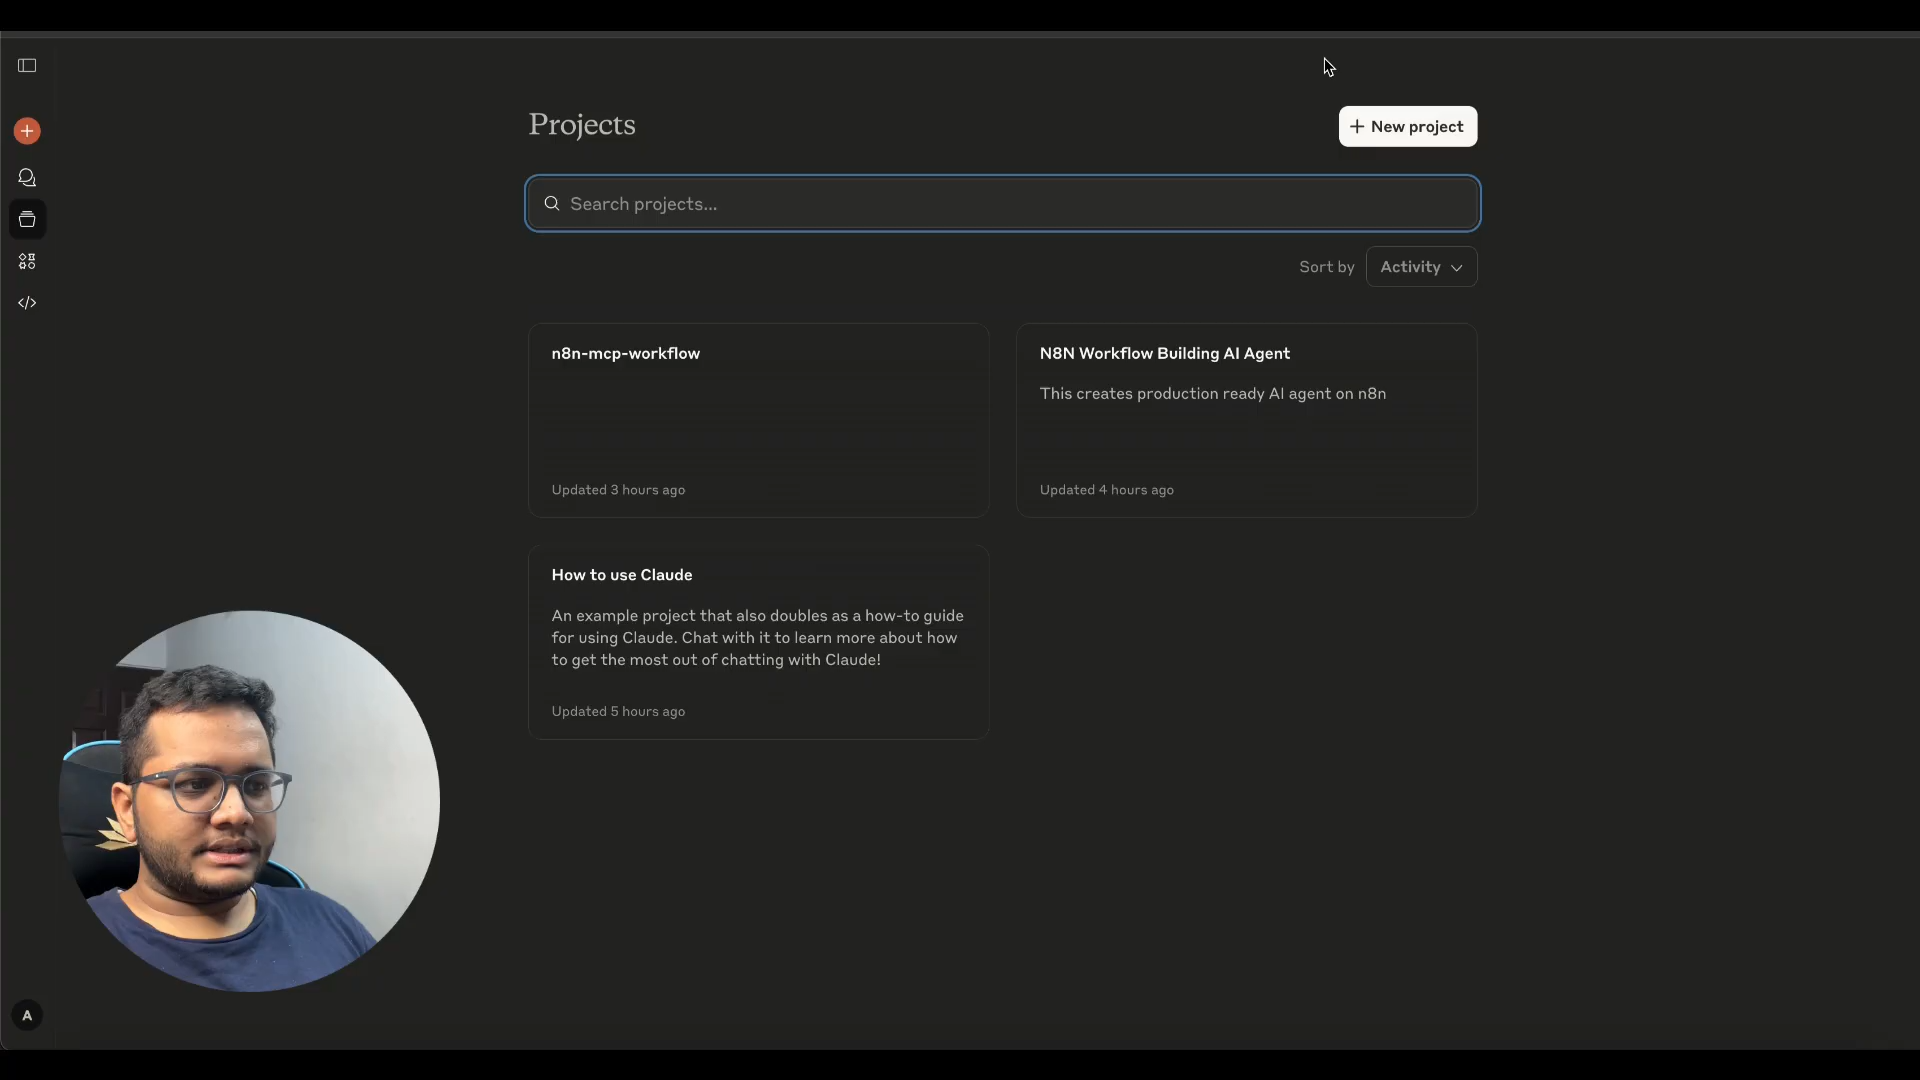 Projects
New project
Search projects...
Sort by
Activity
n8n-mcp-workflow
Updated 3 hours ago
N8N Workflow Building AI Agent
This creates production ready AI agent on n8n
Updated 4 hours ago
How to use Claude
An example project that also doubles as a how-to guide
for using Claude. Chat with it to learn more about how
to get the most out of chatting with Claude!
Updated 5 hours ago
A